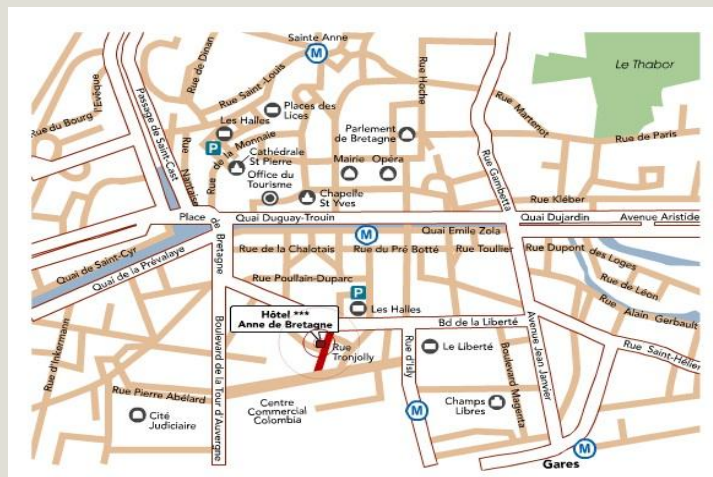 Sainte Anne
M
Le Thabor
Rue de Dinan
Rue Saint-Louis
Rue Hoche
l'Evêque
Rue du Bourg
Passage de Saint-Cast
Places des
Lices
Les Halles
Rue Martenot
Rue de Paris
P
Rue de la Monnaie
Parlement
de Bretagne
Rue
Nantaise
Cathédrale
St Pierre
Mairie
Opéra
Office du
Tourisme
Rue Gambetta
Chapelle
St Yves
Rue Kléber
Place
de Bretagne
Quai Duguay-Trouin
Quai Emile Zola
Quai Dujardin
Avenue Aristide
M
Quai de Saint-Cyr
Quai de la Prévalaye
Rue de la Chalotais
Rue du Pré Botté
Rue Toullier
Rue Dupont
des Loges
Rue de Léon
Rue Poullain-Duparc
P
Les Halles
Rue Alain Gerbault
Hôtel ***
Anne de Bretagne
Bd de la Liberté
Rue
Tronjolly
Rue d'Isly
Le Liberté
Avenue Jean Janvier
Rue Saint-Hélier
Rue d'Inkermann
Boulevard de la Tour d'Auvergne
Boulevard Magenta
Rue Pierre Abélard
Cité
Judiciaire
Centre
Commercial
Colombia
M
Champs
Libres
M
Gares